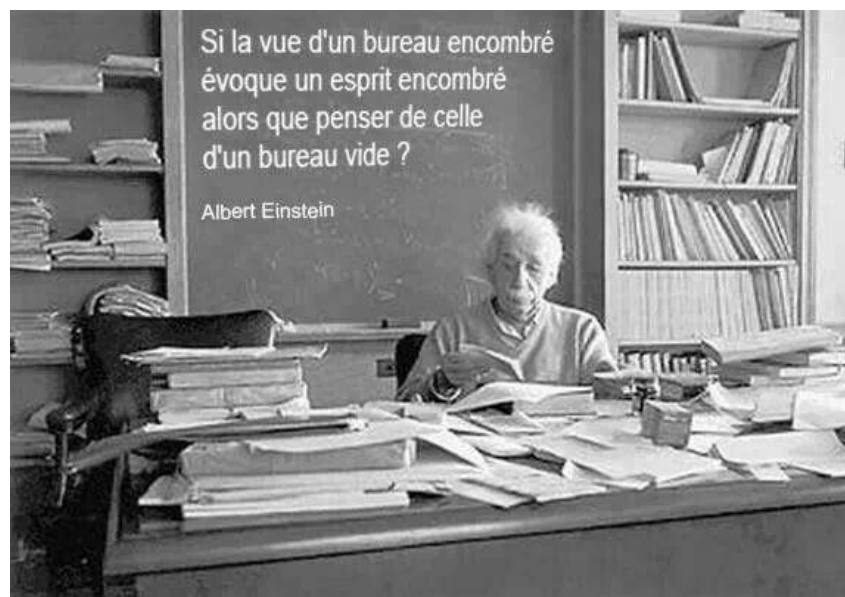 Si la vue d'un bureau encombré
évoque un esprit encombré
alors que penser de celle
d'un bureau vide ?
Albert Einstein